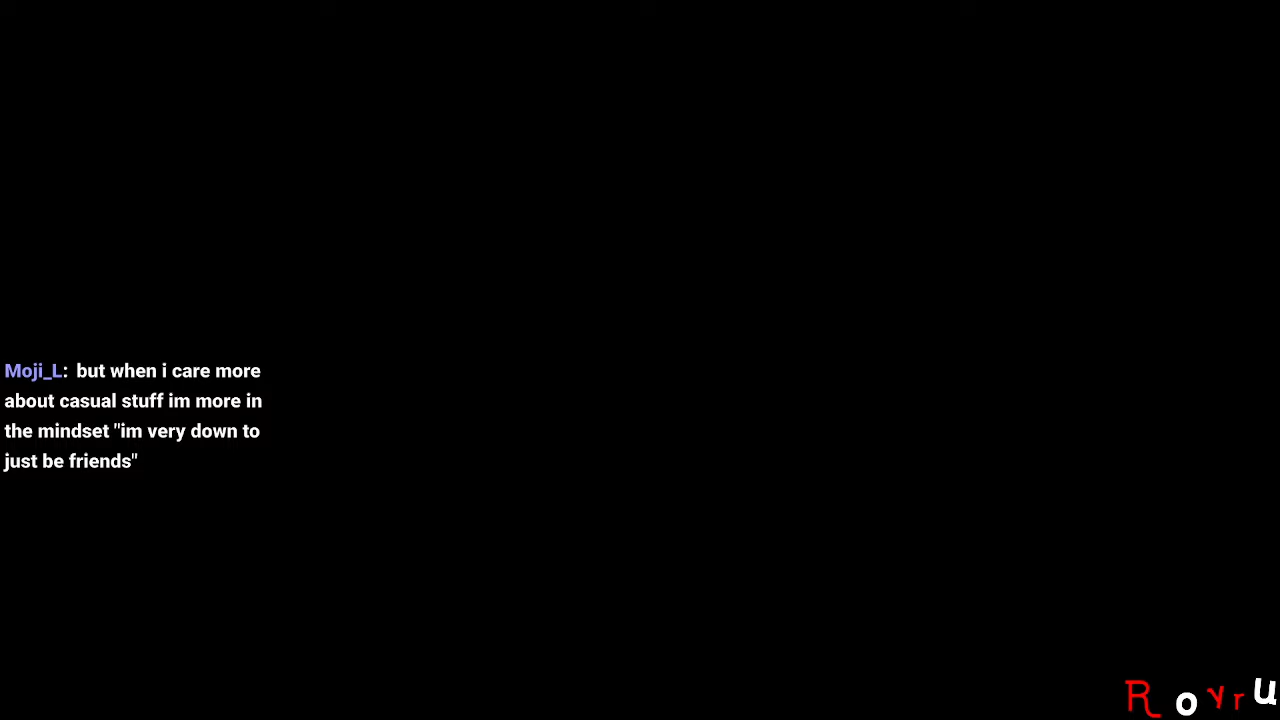 Moji_L: but when i care more
about casual stuff im more in
the mindset "im very down to
just be friends"
Royru